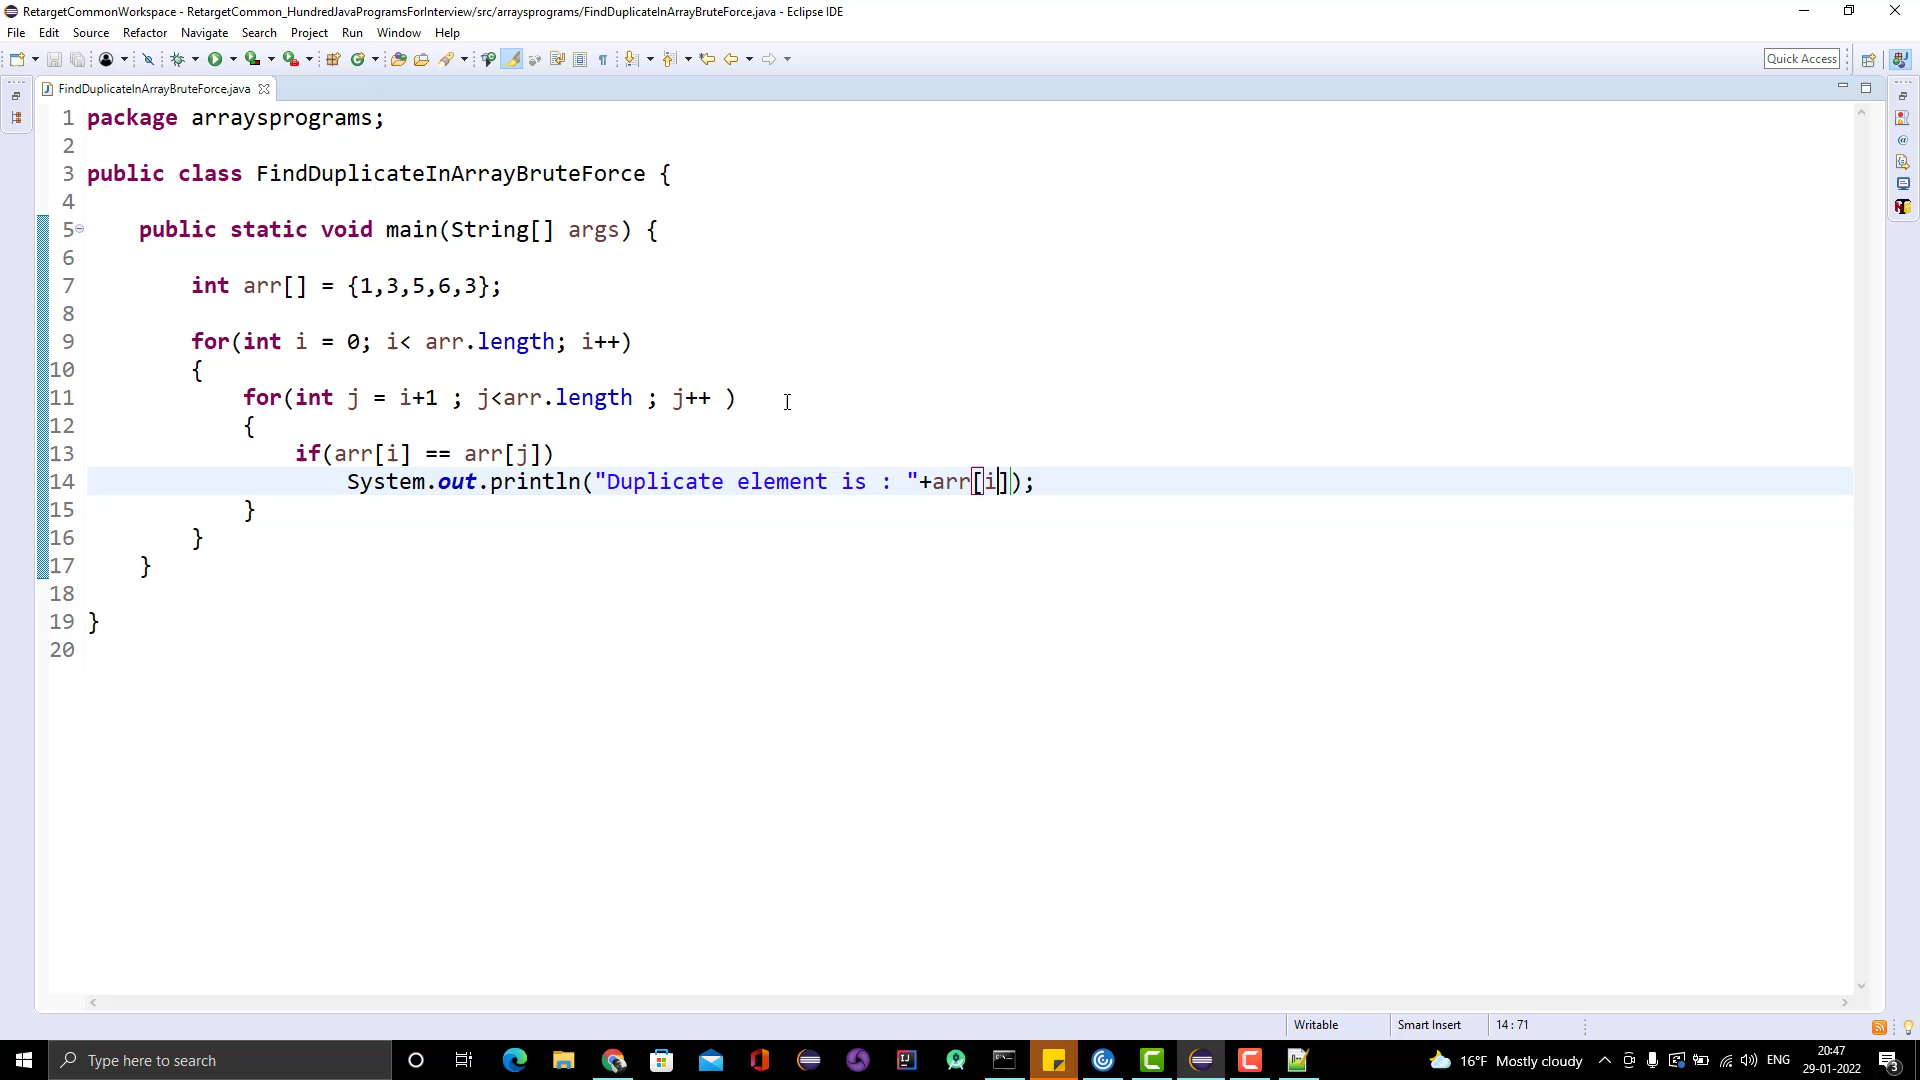 RetargetCommonWorkspace - RetargetCommon_HundredJavaProgramsForInterview/src/arraysprograms/FindDuplicateInArrayBruteForce.java - Eclipse IDE
File Edit Source Refactor Navigate Search Project Run Window Help
Quick Access
FindDuplicateInArrayBruteForce.java
1 package arraysprograms;
2
3 public class FindDuplicateInArrayBruteForce {
4
5 public static void main(String[] args) {
6
7 int arr[] = {1,3,5,6,3};
8
9 for(int i = 0; i< arr.length; i++)
10 {
11 for(int j = i+1 ; j<arr.length ; j++ )
12 {
13 if(arr[i] == arr[j])
14 System.out.println("Duplicate element is : "+arr[i]);
15 }
16 }
17 }
18
19 }
20
Writable Smart Insert 14 : 71
Type here to search
16°F Mostly cloudy
ENG
20:47
29-01-2022
3